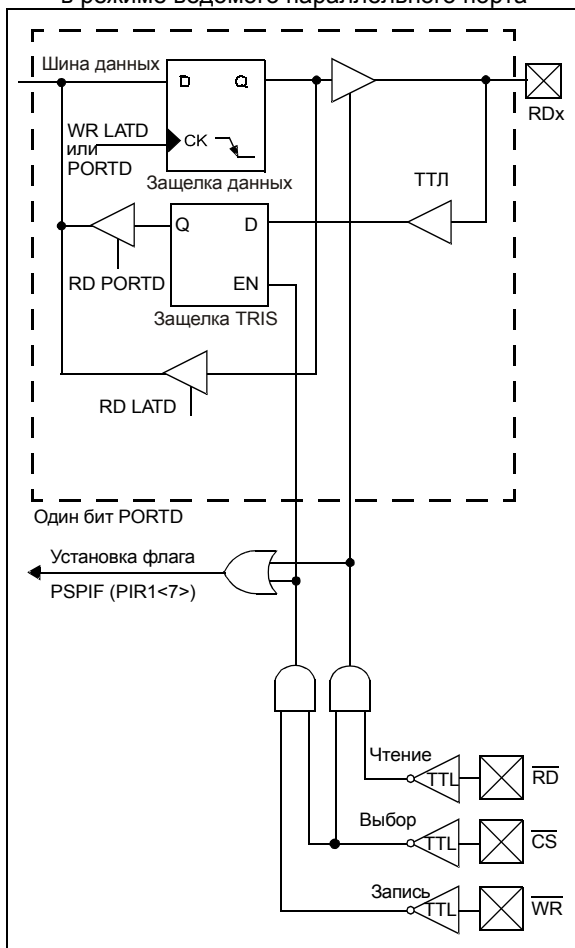 в режиме ведомого параллельного порта
Шина данных
D Q
RDx
WR LATD
или
PORTD
CK
Защелка данных
ТТЛ
Q D
RD PORTD
EN
Защелка TRIS
RD LATD
Один бит PORTD
Установка флага
PSPIF (PIR1<7>)
Чтение
TTL
RD
Выбор
TTL
CS
Запись
TTL
WR